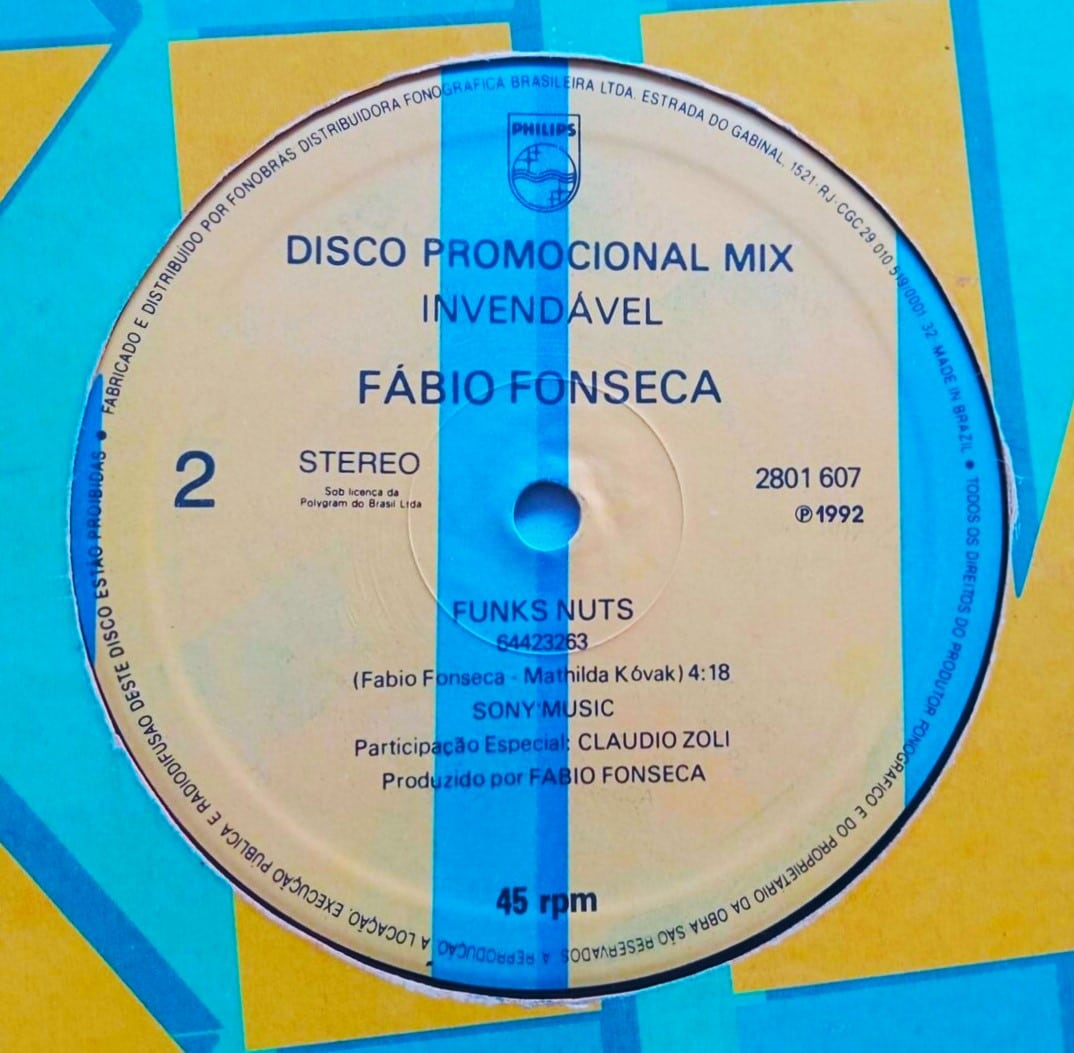 PHILIPS
DISCO PROMOCIONAL MIX
INVENDÁVEL
FÁBIO FONSECA
2
STEREO
Sob licença da
Polygram do Brasil Ltda
2801 607
℗ 1992
FUNKS NUTS
64423263
(Fabio Fonseca - Mathilda Kóvak) 4:18
SONY MUSIC
Participação Especial: CLAUDIO ZOLI
Produzido por FABIO FONSECA
45 rpm
FABRICADO E DISTRIBUÍDO POR FONOBRAS DISTRIBUIDORA FONOGRAFICA BRASILEIRA LTDA. ESTRADA DO GABINAL, 1521-RJ-CGC 29 010 519/0001 32 MADE IN BRAZIL • TODOS OS DIREITOS DO PRODUTOR FONOGRAFICO E DO PROPRIETARIO DA OBRA SÃO RESERVADOS A REPRODUÇÃO A LOCAÇÃO, EXECUÇÃO PUBLICA E RADIODIFUSÃO DESTE DISCO ESTÃO PROIBIDAS •